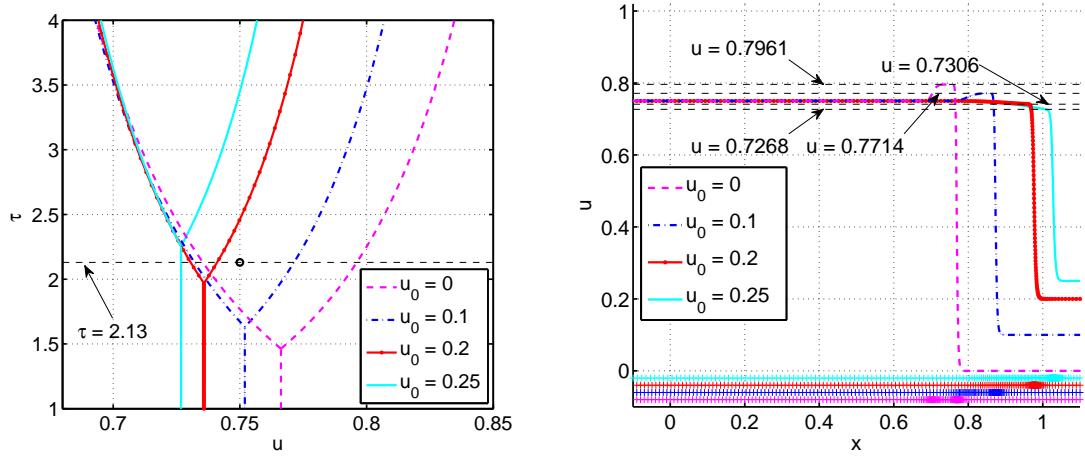 4
3.5
3
2.5
2
1.5
1
τ
0.7
0.75
0.8
0.85
u
τ = 2.13
u0 = 0
u0 = 0.1
u0 = 0.2
u0 = 0.25
1
0.8
0.6
0.4
0.2
0
u
0
0.2
0.4
0.6
0.8
1
x
u = 0.7961
u = 0.7306
u = 0.7268
u = 0.7714
u0 = 0
u0 = 0.1
u0 = 0.2
u0 = 0.25